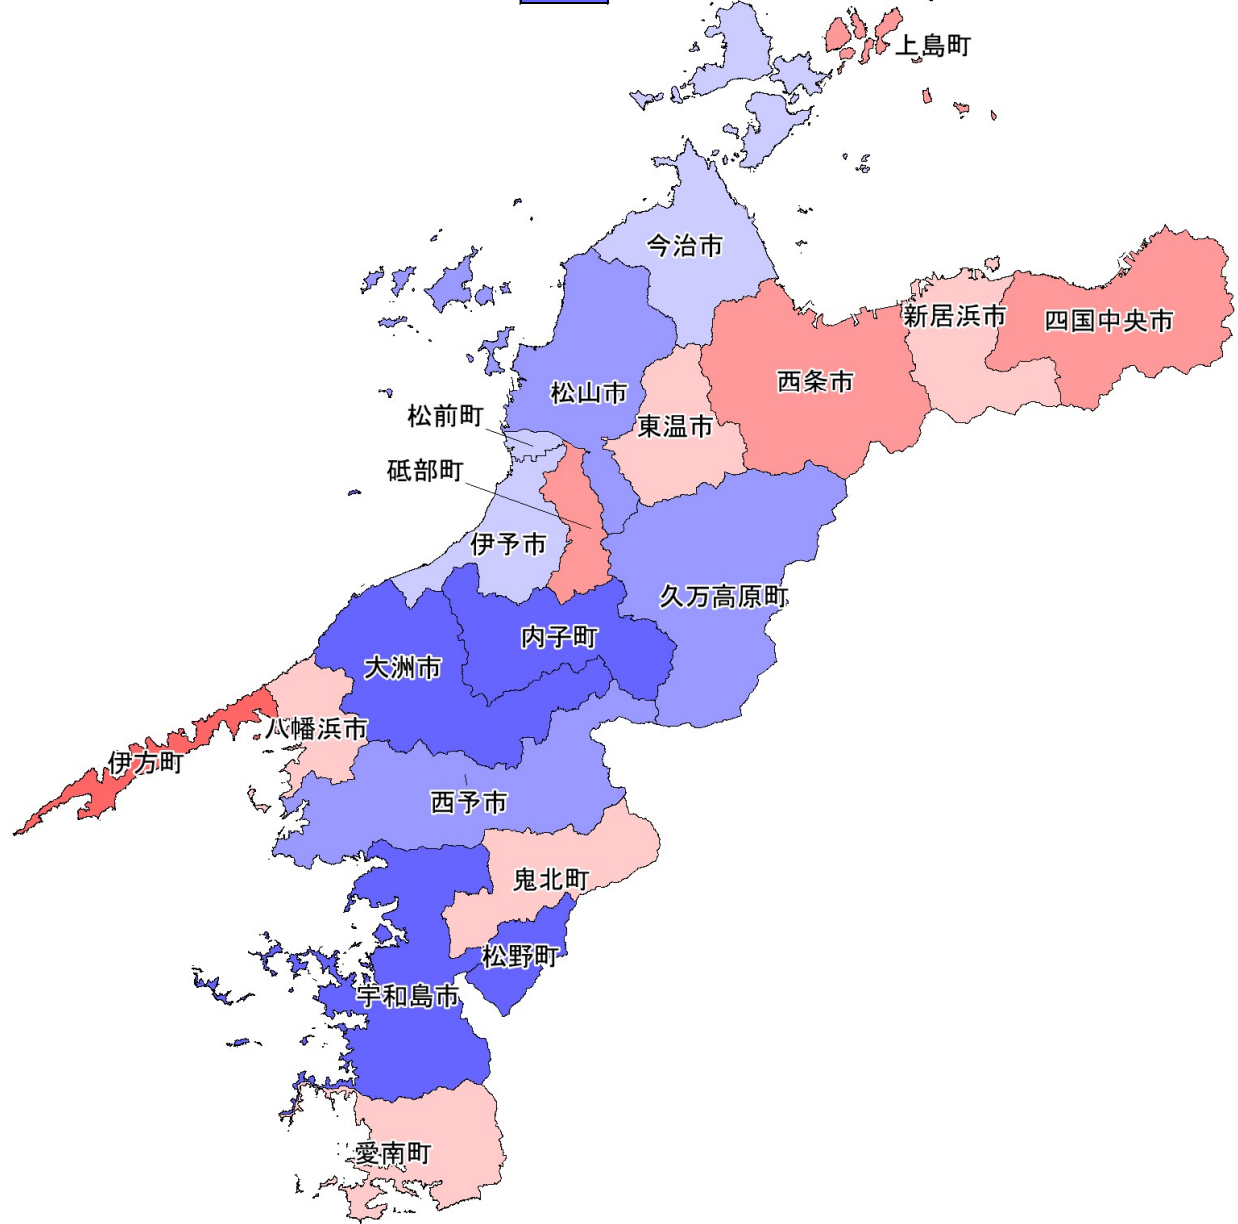 上島町
今治市
新居浜市
四国中央市
西条市
松山市
松前町
東温市
砥部町
伊予市
久万高原町
内子町
大洲市
八幡浜市
伊方町
西予市
鬼北町
松野町
宇和島市
愛南町